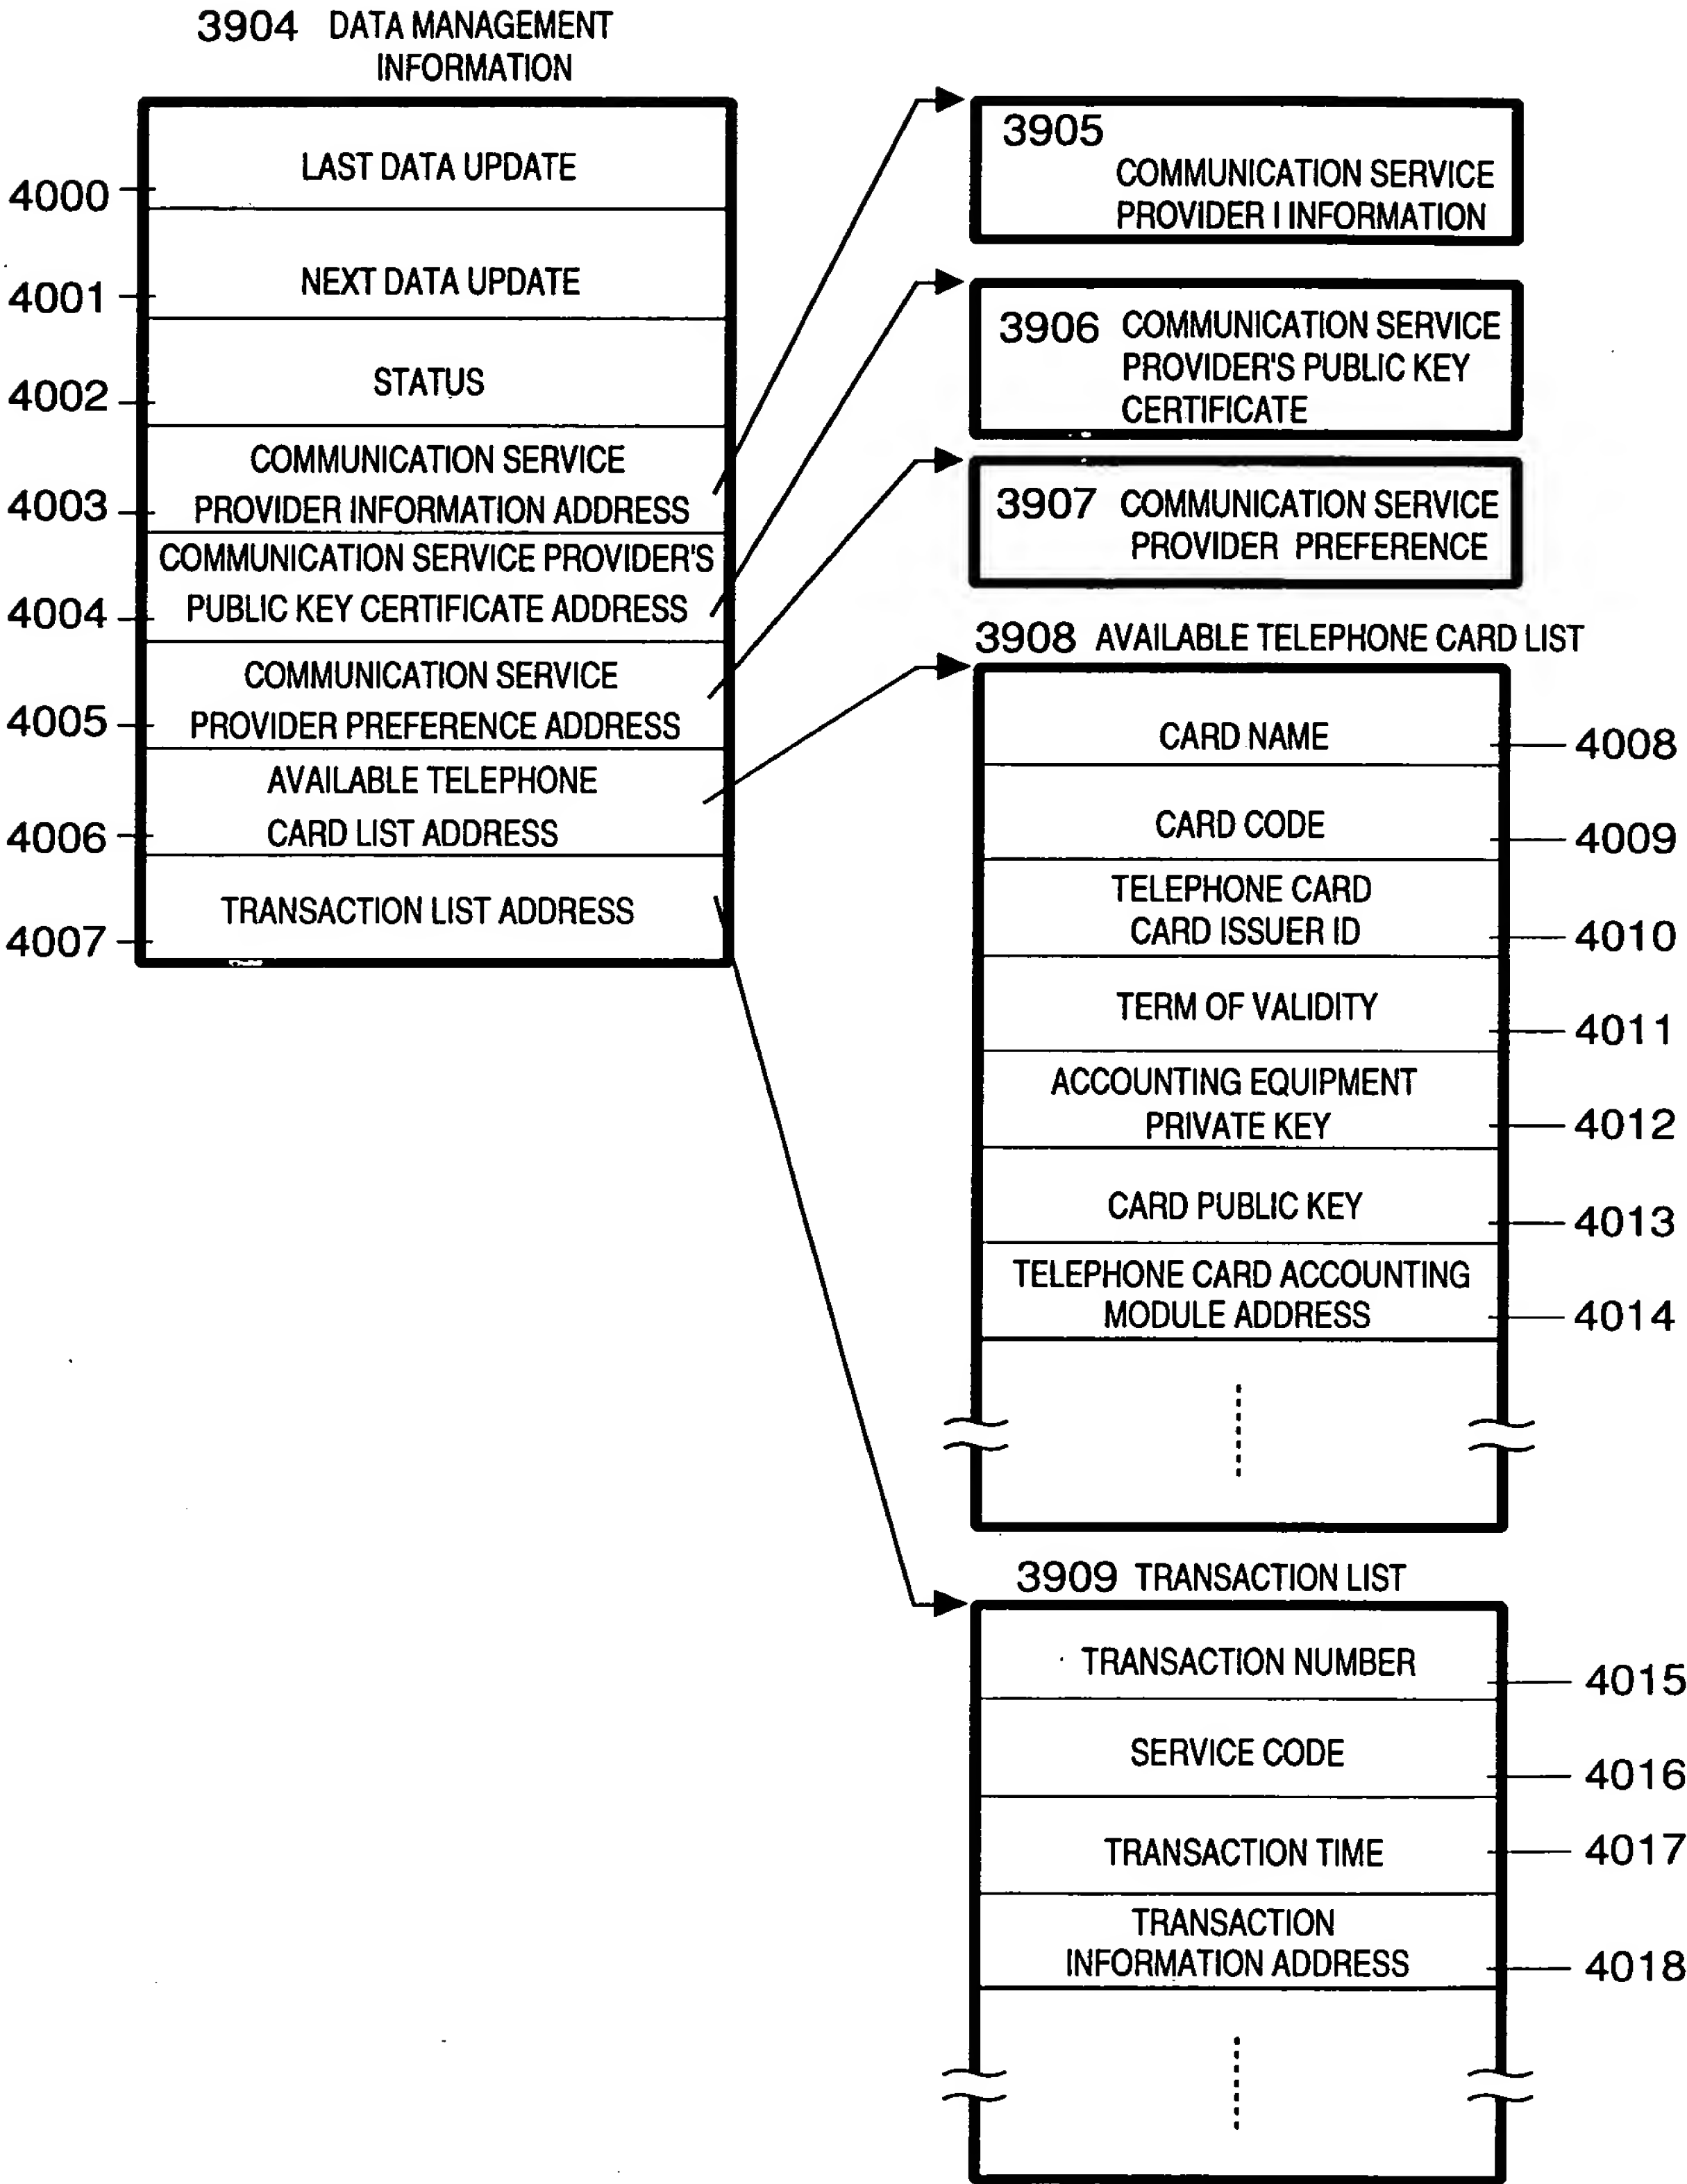 3904 DATA MANAGEMENT
INFORMATION
LAST DATA UPDATE
4000
NEXT DATA UPDATE
4001
STATUS
4002
COMMUNICATION SERVICE
PROVIDER INFORMATION ADDRESS
4003
COMMUNICATION SERVICE PROVIDER'S
PUBLIC KEY CERTIFICATE ADDRESS
4004
COMMUNICATION SERVICE
PROVIDER PREFERENCE ADDRESS
4005
AVAILABLE TELEPHONE
CARD LIST ADDRESS
4006
TRANSACTION LIST ADDRESS
4007
3905
COMMUNICATION SERVICE
PROVIDER I INFORMATION
3906 COMMUNICATION SERVICE
PROVIDER'S PUBLIC KEY
CERTIFICATE
3907 COMMUNICATION SERVICE
PROVIDER PREFERENCE
3908 AVAILABLE TELEPHONE CARD LIST
CARD NAME
4008
CARD CODE
4009
TELEPHONE CARD
CARD ISSUER ID
4010
TERM OF VALIDITY
4011
ACCOUNTING EQUIPMENT
PRIVATE KEY
4012
CARD PUBLIC KEY
4013
TELEPHONE CARD ACCOUNTING
MODULE ADDRESS
4014
3909 TRANSACTION LIST
TRANSACTION NUMBER
4015
SERVICE CODE
4016
TRANSACTION TIME
4017
TRANSACTION
INFORMATION ADDRESS
4018